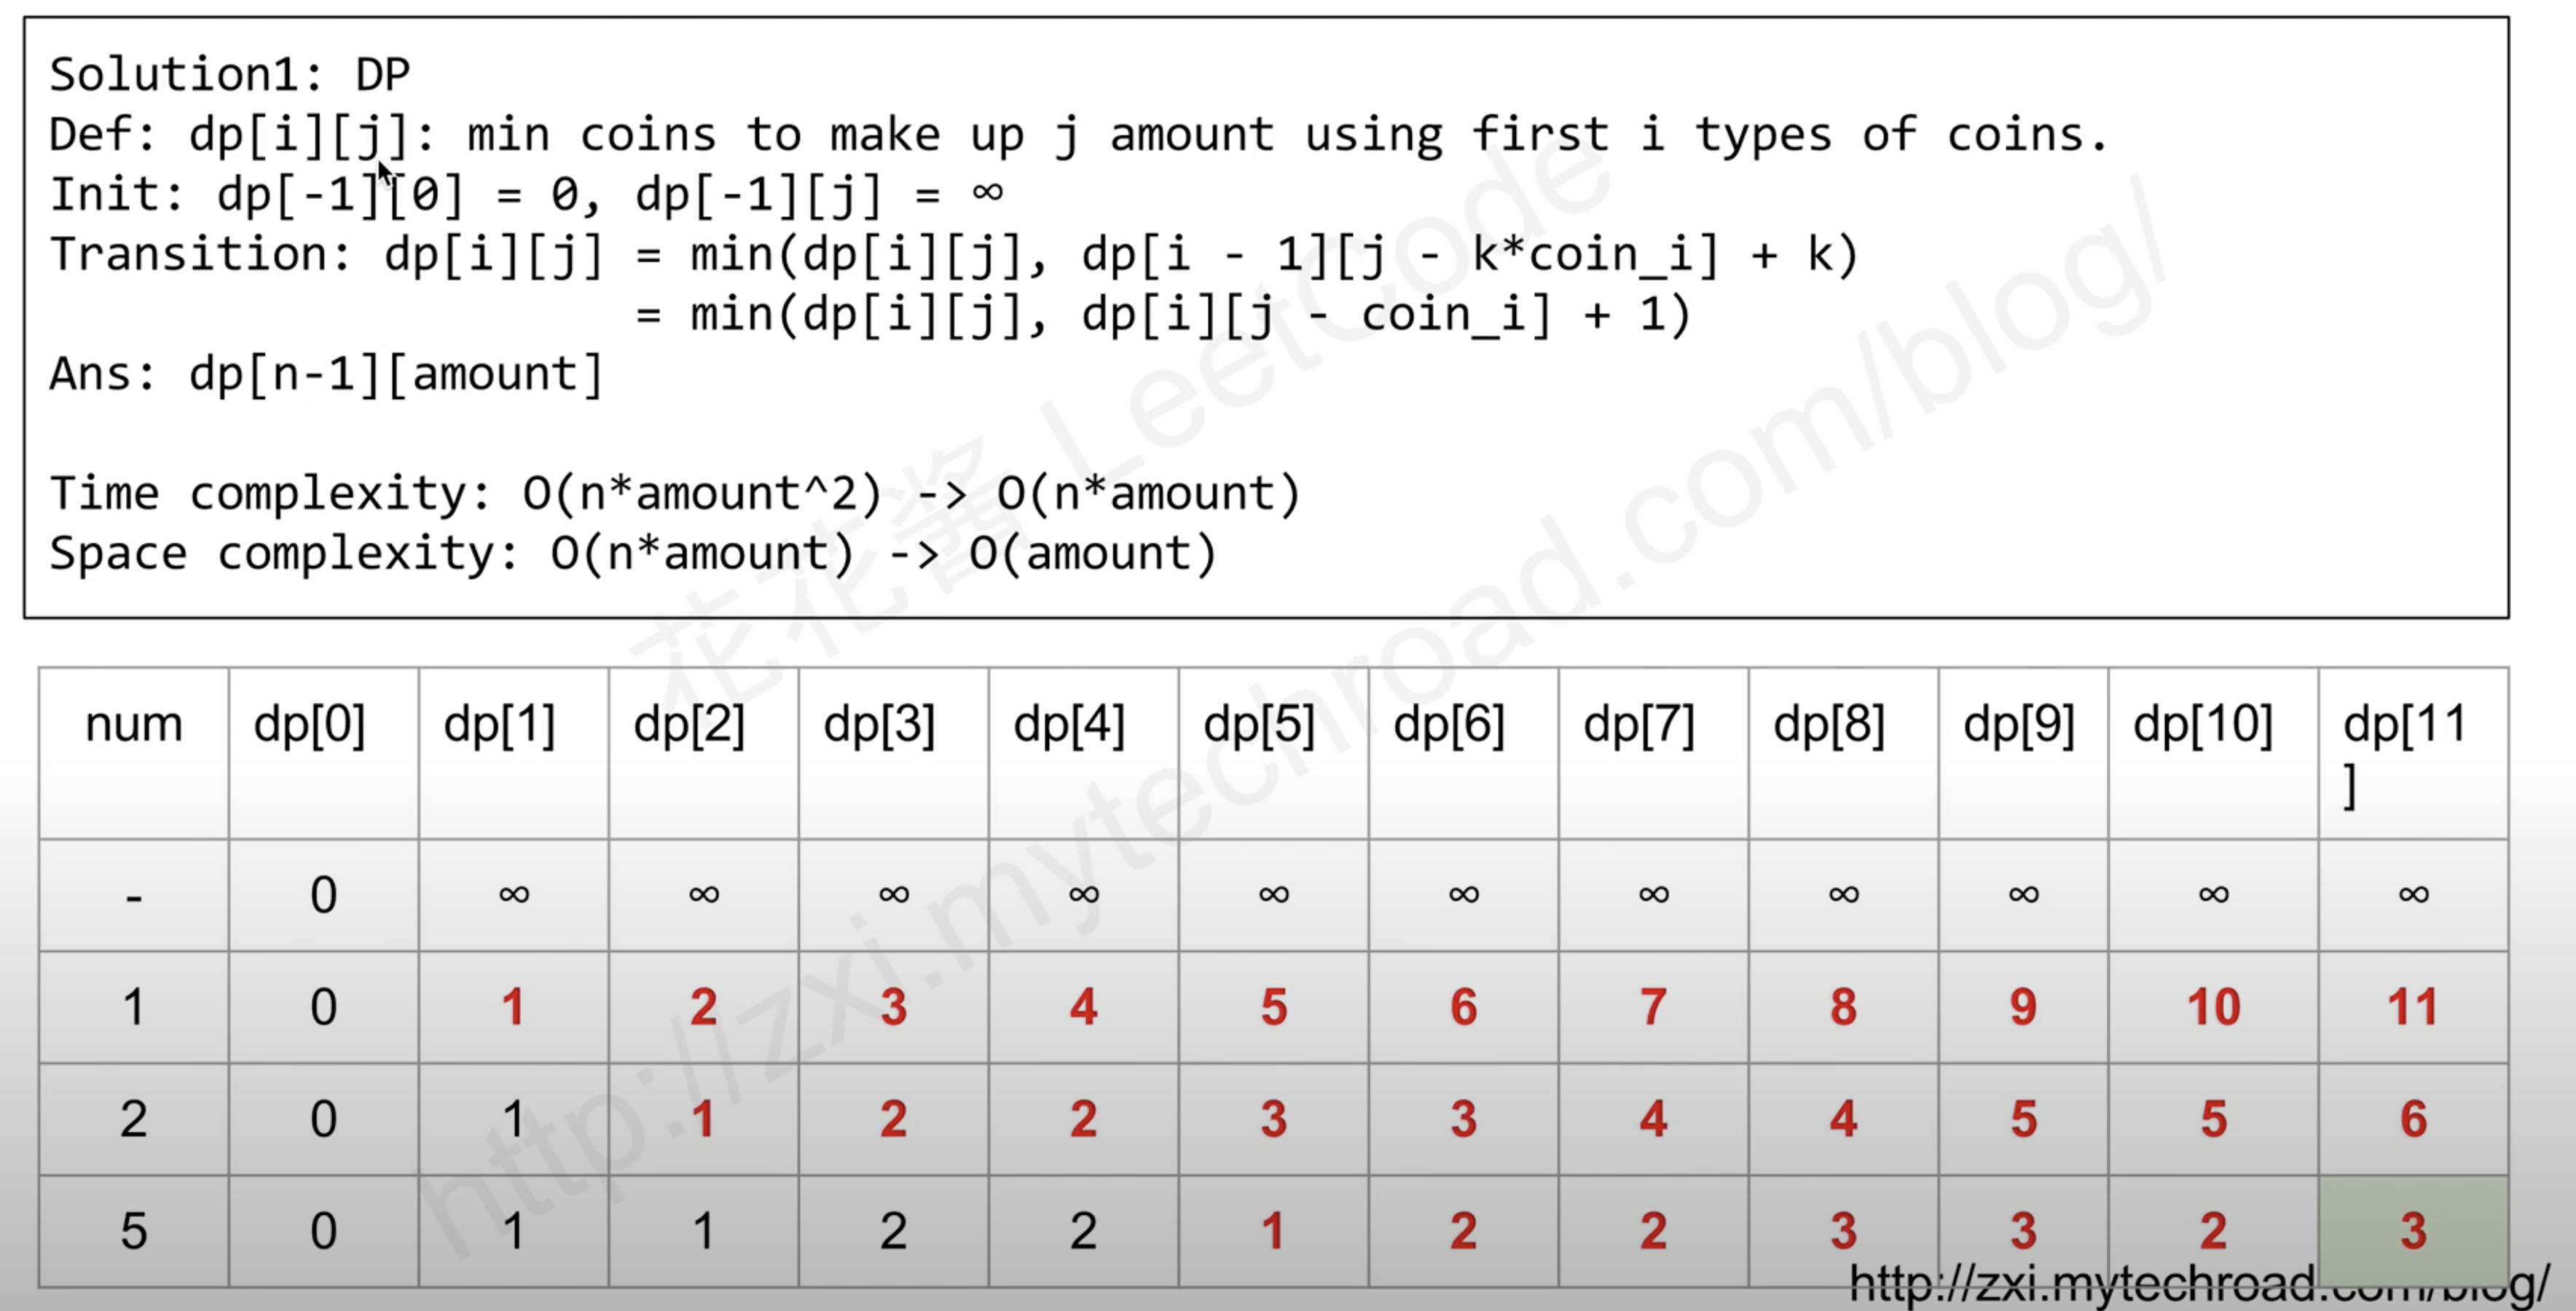 Solution1: DP
Def: dp[i][j]: min coins to make up j amount using first i types of coins.
Init: dp[-1][0] = 0, dp[-1][j] = ∞
Transition: dp[i][j] = min(dp[i][j], dp[i - 1][j - k*coin_i] + k)
= min(dp[i][j], dp[i][j - coin_i] + 1)
Ans: dp[n-1][amount]
Time complexity: O(n*amount^2) -> O(n*amount)
Space complexity: O(n*amount) -> O(amount)
花花酱 LeetCode
http://zxi.mytechroad.com/blog/
num dp[0] dp[1] dp[2] dp[3] dp[4] dp[5] dp[6] dp[7] dp[8] dp[9] dp[10] dp[11
]
- 0 ∞ ∞ ∞ ∞ ∞ ∞ ∞ ∞ ∞ ∞ ∞
1 0 1 2 3 4 5 6 7 8 9 10 11
2 0 1 1 2 2 3 3 4 4 5 5 6
5 0 1 1 2 2 1 2 2 3 3 2 3
http://zxi.mytechroad.com/blog/